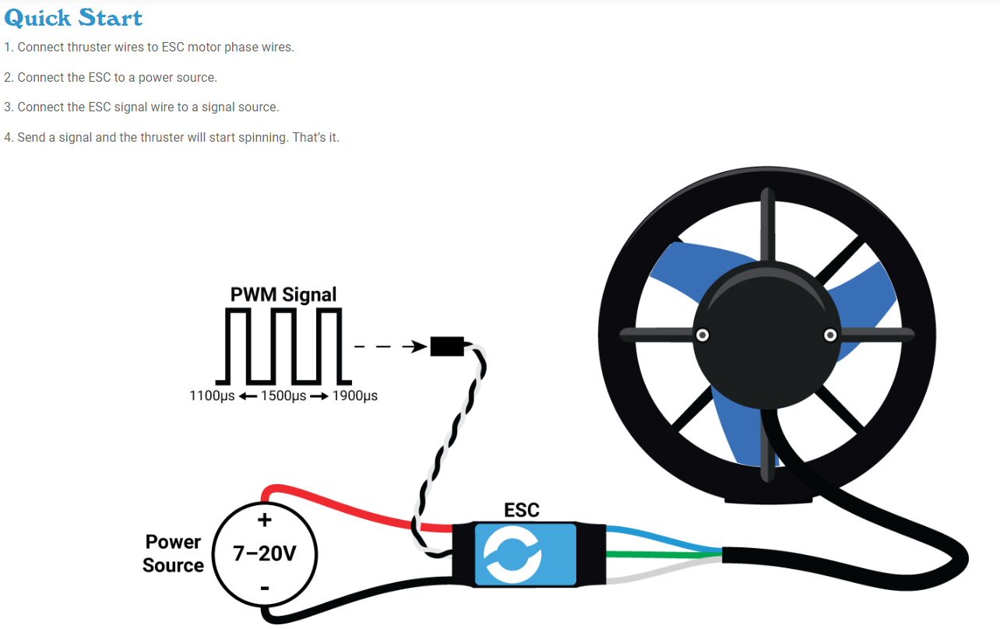 Quick Start
1. Connect thruster wires to ESC motor phase wires.
2. Connect the ESC to a power source.
3. Connect the ESC signal wire to a signal source.
4. Send a signal and the thruster will start spinning. That’s it.
PWM Signal
1100µs ← 1500µs → 1900µs
ESC
Power
Source
+
7–20V
-